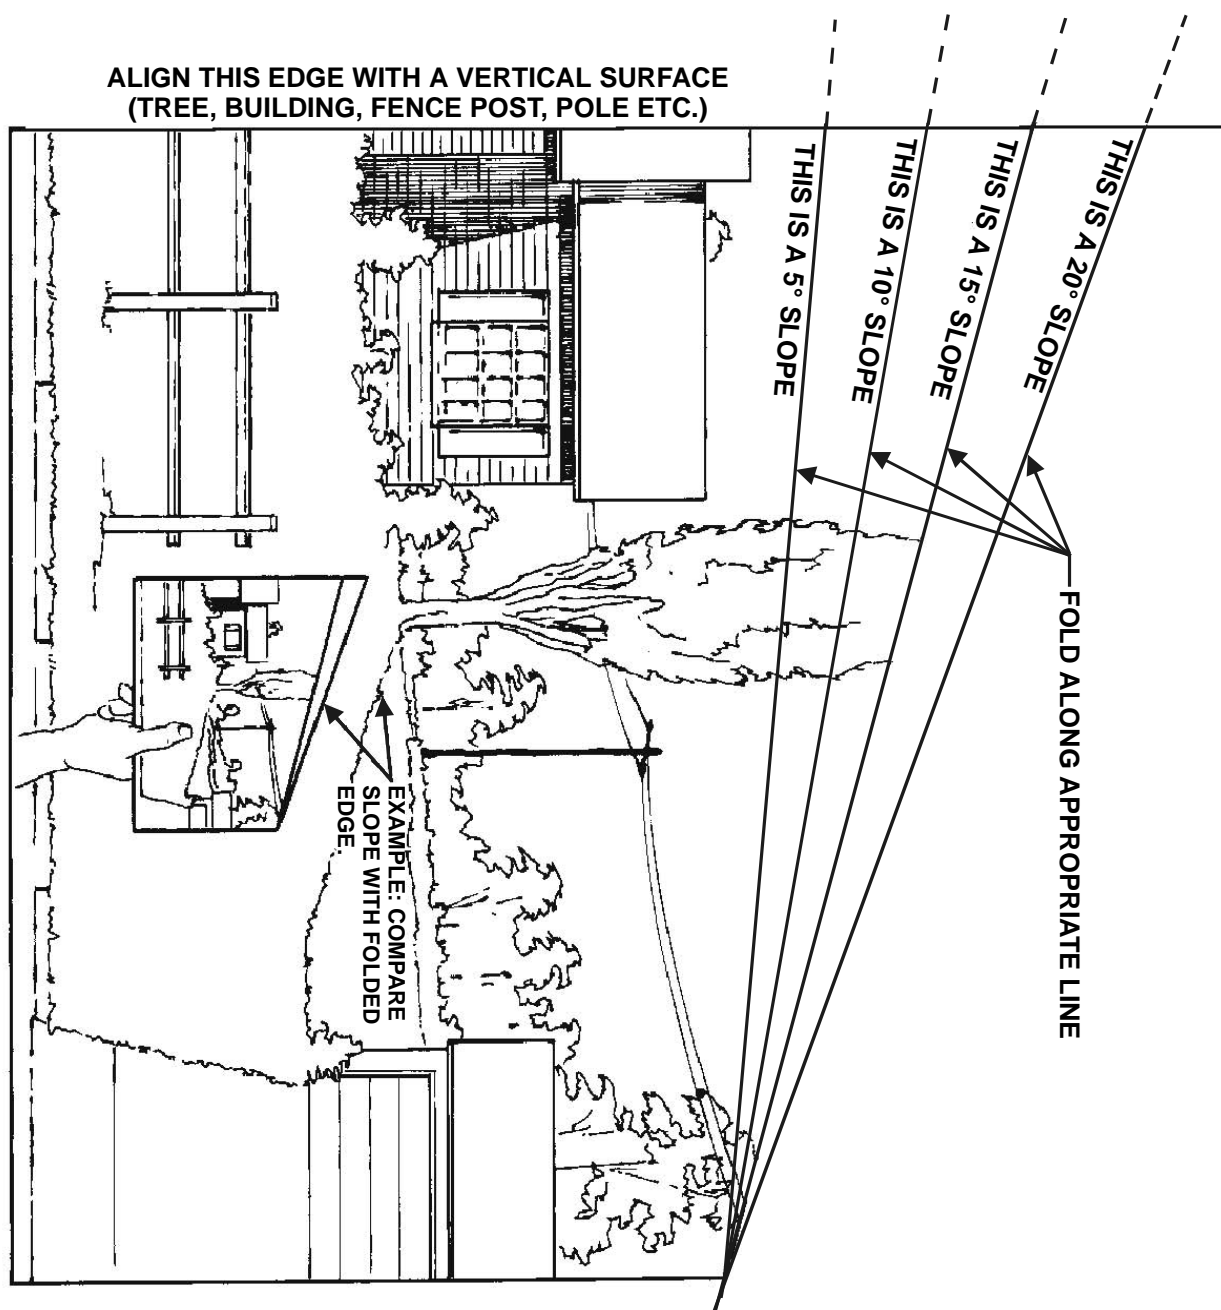 ALIGN THIS EDGE WITH A VERTICAL SURFACE
(TREE, BUILDING, FENCE POST, POLE ETC.)
THIS IS A 5° SLOPE
THIS IS A 10° SLOPE
THIS IS A 15° SLOPE
THIS IS A 20° SLOPE
FOLD ALONG APPROPRIATE LINE
EXAMPLE: COMPARE
SLOPE WITH FOLDED
EDGE.